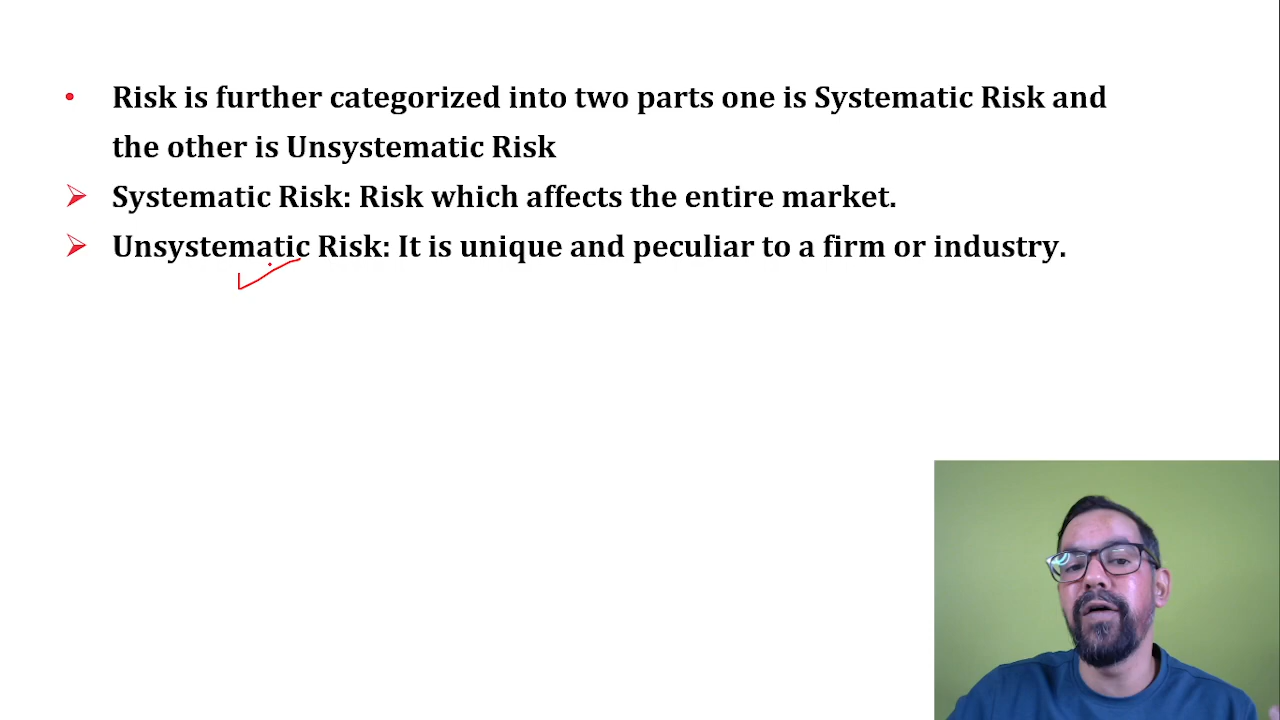 • Risk is further categorized into two parts one is Systematic Risk and
the other is Unsystematic Risk
➢ Systematic Risk: Risk which affects the entire market.
➢ Unsystematic Risk: It is unique and peculiar to a firm or industry.